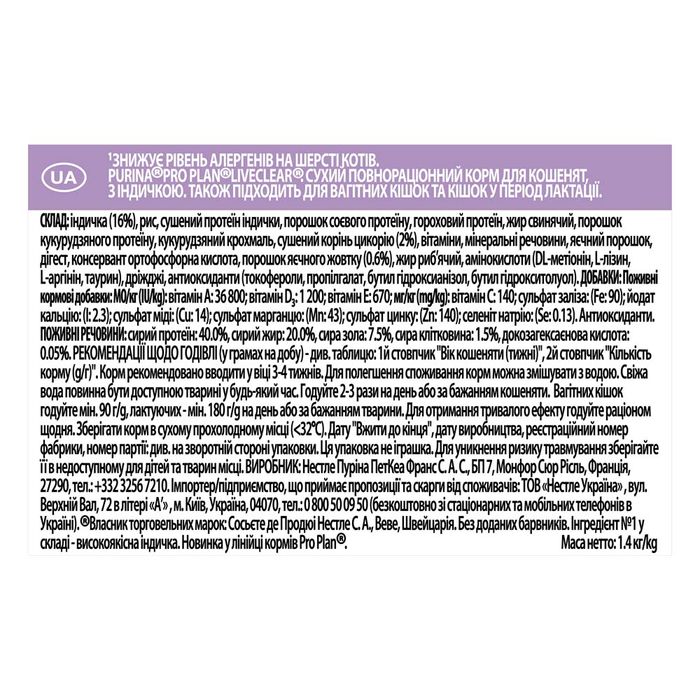 UA
¹ЗНИЖУЄ РІВЕНЬ АЛЕРГЕНІВ НА ШЕРСТІ КОТІВ.
PURINA®PRO PLAN®LIVECLEAR®: СУХИЙ ПОВНОРАЦІОННИЙ КОРМ ДЛЯ КОШЕНЯТ,
З ІНДИЧКОЮ. ТАКОЖ ПІДХОДИТЬ ДЛЯ ВАГІТНИХ КІШОК ТА КІШОК У ПЕРІОД ЛАКТАЦІЇ.
СКЛАД: індичка (16%), рис, сушений протеїн індички, порошок соєвого протеїну, гороховий протеїн, жир свинячий, порошок
кукурудзяного протеїну, кукурудзяний крохмаль, сушений корінь цикорію (2%), вітаміни, мінеральні речовини, яєчний порошок,
дігест, консервант ортофосфорна кислота, порошок яєчного жовтку (0.6%), жир риб'ячий, амінокислоти (DL-метіонін, L-лізин,
L-аргінін, таурин), дріжджі, антиоксиданти (токофероли, пропілгалат, бутил гідроксианізол, бутил гідрокситолуол). ДОБАВКИ: Поживні
кормові добавки: МО/кг (IU/kg): вітамін А: 36 800; вітамін D₃: 1 200; вітамін Е: 670; мг/кг (mg/kg): вітамін С: 140; сульфат заліза: (Fe: 90); йодат
кальцію: (I: 2.3); сульфат міді: (Cu: 14); сульфат марганцю: (Mn: 43); сульфат цинку: (Zn: 140); селеніт натрію: (Se: 0.13). Антиоксиданти.
ПОЖИВНІ РЕЧОВИНИ: сирий протеїн: 40.0%, сирий жир: 20.0%, сира зола: 7.5%, сира клітковина: 1.5%, докозагексаєнова кислота:
0.05%. РЕКОМЕНДАЦІЇ ЩОДО ГОДІВЛІ (у грамах на добу) - див. таблицю: 1й стовпчик "Вік кошеняти (тижні)", 2й стовпчик "Кількість
корму (g/г)". Корм рекомендовано вводити у віці 3-4 тижнів. Для полегшення споживання корм можна змішувати з водою. Свіжа
вода повинна бути доступною тварині у будь-який час. Годуйте 2-3 рази на день або за бажанням кошеняти. Вагітних кішок
годуйте мін. 90 г/g, лактуючих - мін. 180 г/g на день або за бажанням тварини. Для отримання тривалого ефекту годуйте раціоном
щодня. Зберігати корм в сухому прохолодному місці (<32°C). Дату "Вжити до кінця", дату виробництва, реєстраційний номер
фабрики, номер партії: див. на зворотній стороні упаковки. Ця упаковка не іграшка. Для уникнення ризику травмування зберігайте
її в недоступному для дітей та тварин місці. ВИРОБНИК: Нестле Пуріна ПетКеа Франс С. А. С., БП 7, Монфор Сюр Рісль, Франція,
27290, тел.: +332 3256 7210. Імпортер/підприємство, що приймає пропозиції та скарги від споживачів: ТОВ «Нестле Україна» , вул.
Верхній Вал, 72 в літері «А'» , м. Київ, Україна, 04070, тел.: 0 800 50 09 50 (безкоштовно зі стаціонарних та мобільних телефонів в
Україні). ®Власник торговельних марок: Сосьєте де Продюі Нестле С. А., Веве, Швейцарія. Без доданих барвників. Інгредієнт №1 у
складі - високоякісна індичка. Новинка у лінійці кормів Pro Plan®.
Маса нетто: 1.4 кг/kg